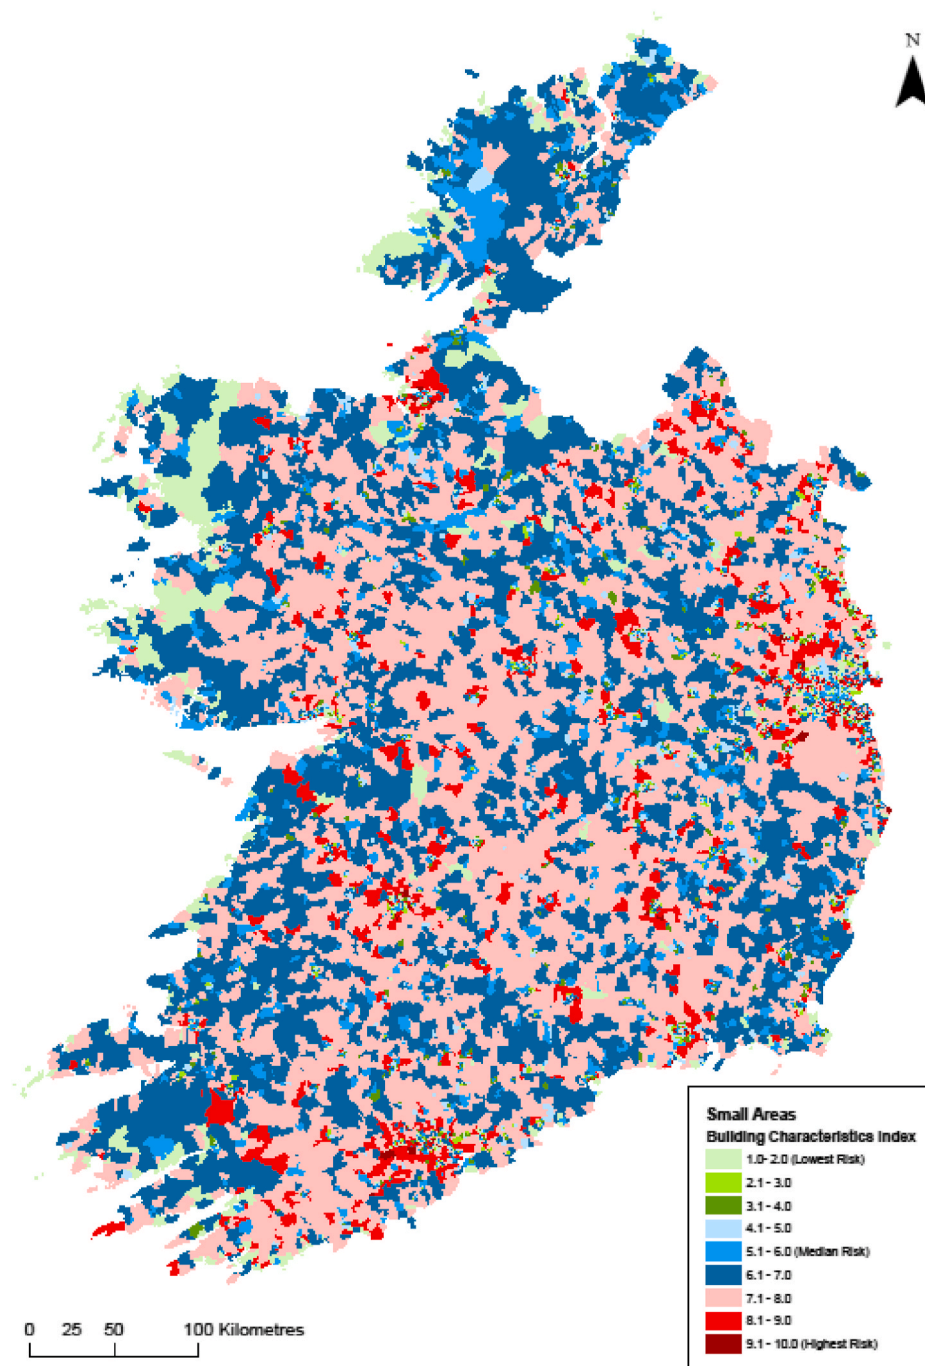 N
Small Areas
Building Characteristics Index
1.0- 2.0 (Lowest Risk)
2.1 - 3.0
3.1 - 4.0
4.1 - 5.0
5.1 - 6.0 (Median Risk)
6.1 - 7.0
7.1 - 8.0
8.1 - 9.0
9.1 - 10.0 (Highest Risk)
0 25 50 100 Kilometres